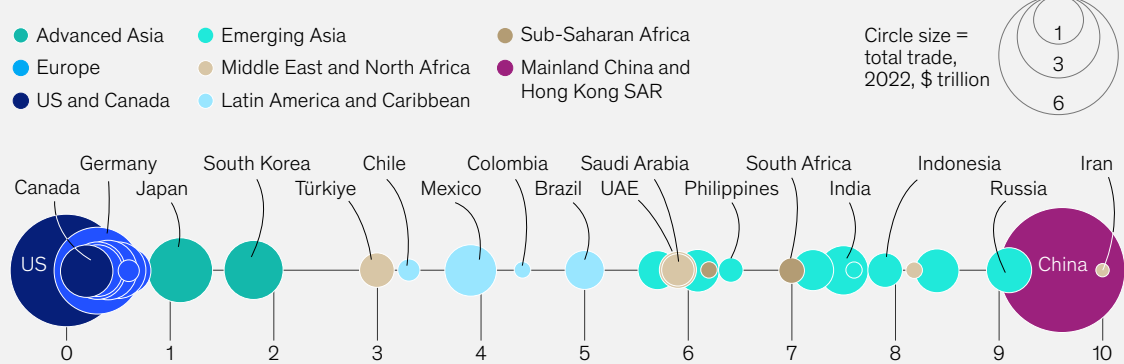 Advanced Asia
Europe
US and Canada
Emerging Asia
Middle East and North Africa
Latin America and Caribbean
Sub-Saharan Africa
Mainland China and
Hong Kong SAR
Circle size =
total trade,
2022, $ trillion
1
3
6
Germany
South Korea
Chile
Colombia
Saudi Arabia
South Africa
Indonesia
Iran
Canada
Japan
Türkiye
Mexico
Brazil
UAE
Philippines
India
Russia
US
China
0
1
2
3
4
5
6
7
8
9
10